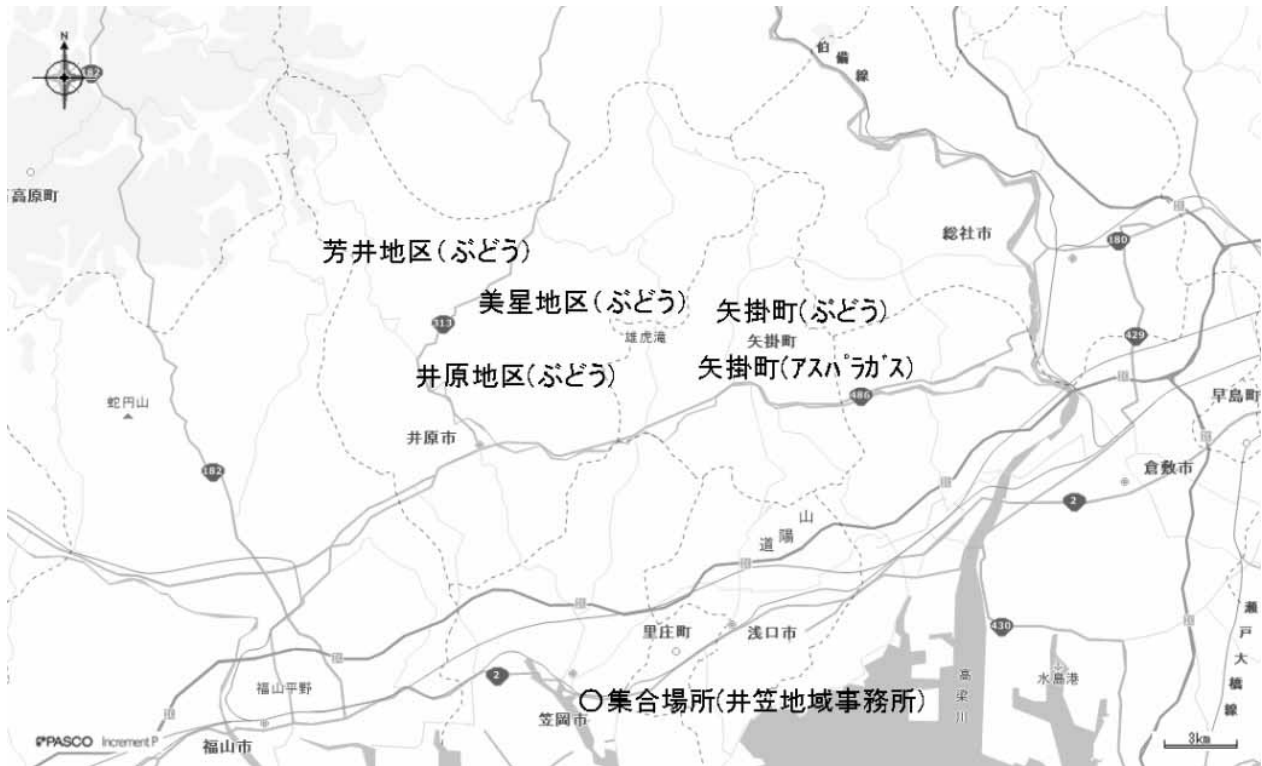 N
182
伯備線
高原町
総社市
180
芳井地区(ぶどう)
美星地区(ぶどう)
矢掛町(ぶどう)
313
雄虎滝
矢掛町
429
井原地区(ぶどう)
矢掛町(アスパラガス)
486
早島町
蛇円山
井原市
182
倉敷市
2
山陽道
里庄町
浅口市
430
瀬戸大橋線
2
福山平野
高梁川
水島港
○集合場所(井笠地域事務所)
笠岡市
福山市
PASCO Increment P
3km